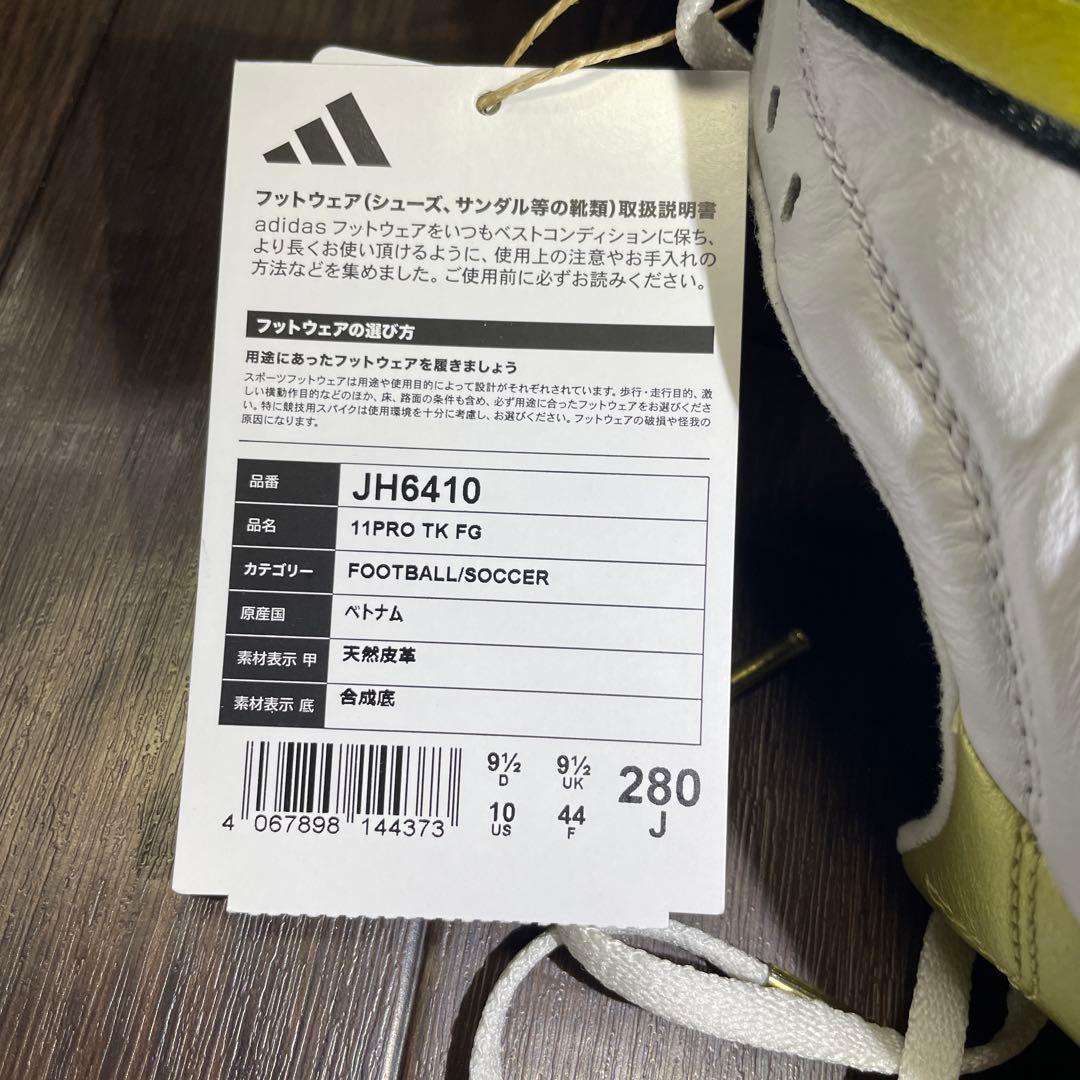 フットウェア(シューズ、サンダル等の靴類)取扱説明書
adidas フットウェアをいつもベストコンディションに保ち、
より長くお使い頂けるように、使用上の注意やお手入れの
方法などを集めました。ご使用前に必ずお読みください。
フットウェアの選び方
用途にあったフットウェアを履きましょう
スポーツフットウェアは用途や使用目的によって設計がそれぞれされています。歩行・走行目的、激
しい横動作目的などのほか、床、路面の条件も含め、必ず用途に合ったフットウェアをお選びくださ
い。特に競技用スパイクは使用環境を十分に考慮し、お選びください。フットウェアの破損や怪我の
原因になります。
品番 JH6410
品名 11PRO TK FG
カテゴリー FOOTBALL/SOCCER
原産国 ベトナム
素材表示 甲 天然皮革
素材表示 底 合成底
9½ 9½ 280
D UK J
10 44
US F
4 067898 144373